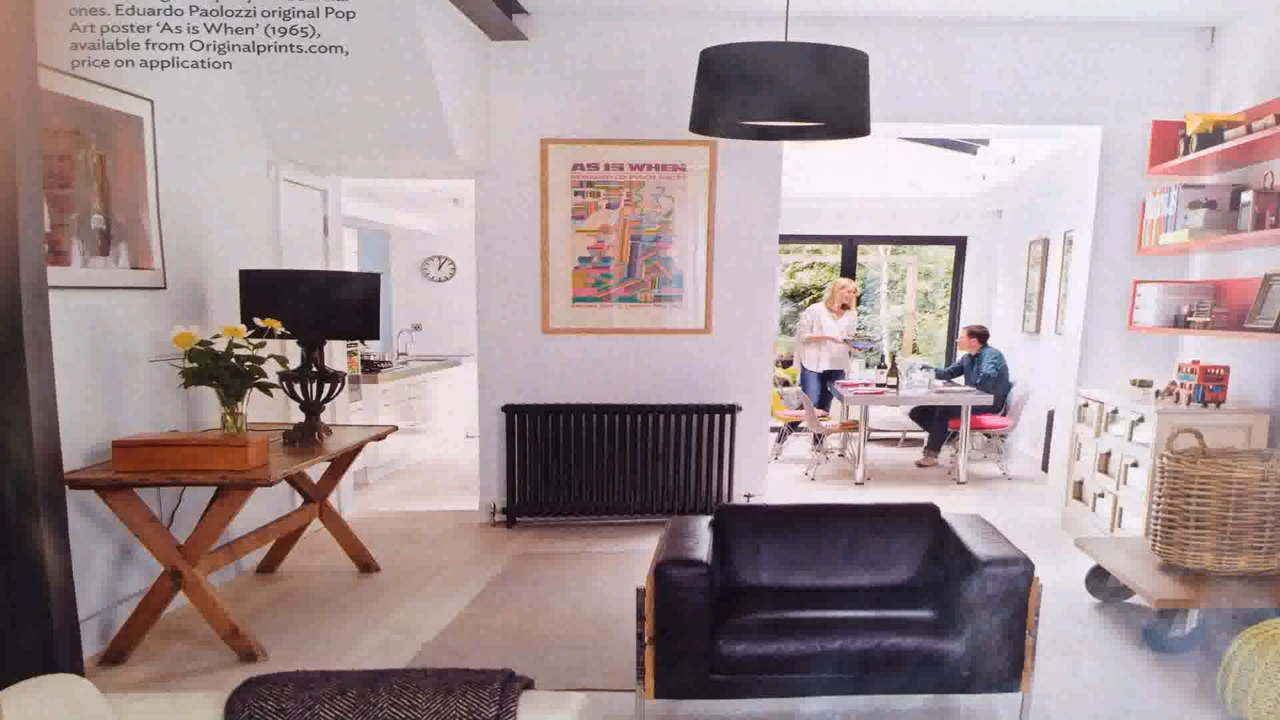 ones. Eduardo Paolozzi original Pop
Art poster ‘As is When’ (1965),
available from Originalprints.com,
price on application
AS IS WHEN